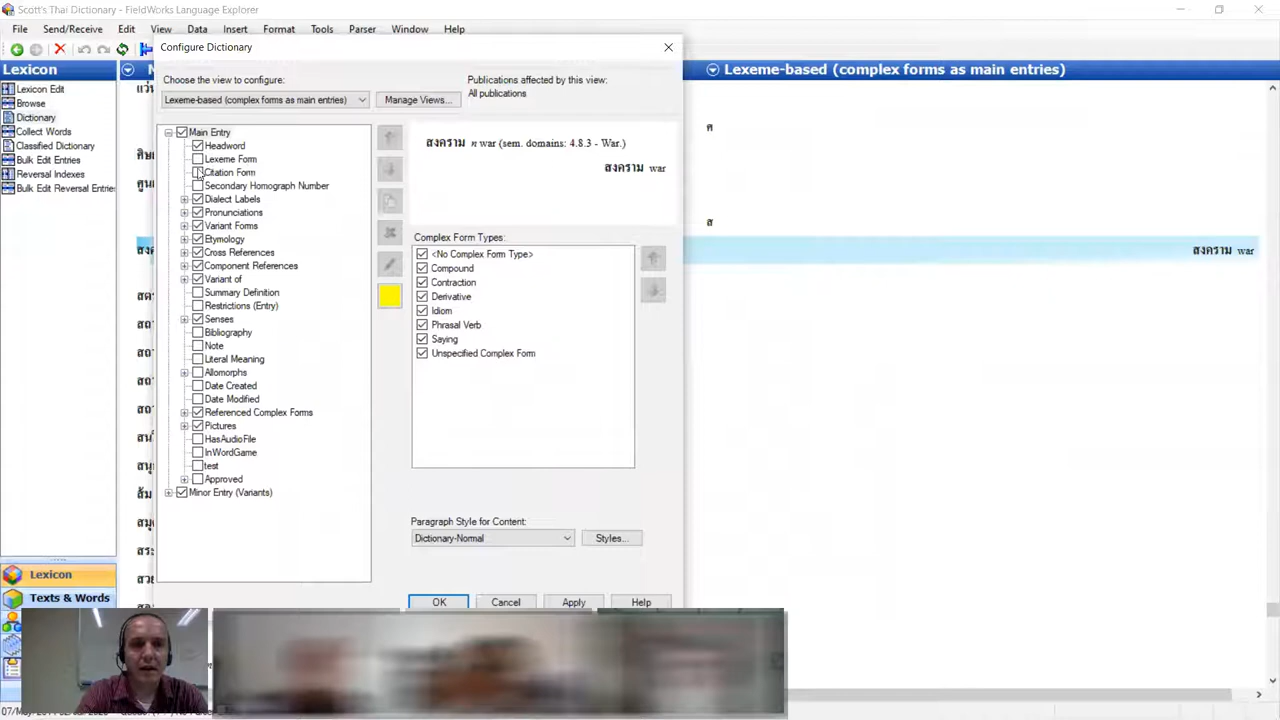 Scott's Thai Dictionary - FieldWorks Language Explorer
File Send/Receive Edit View Data Insert Format Tools Parser Window Help
Configure Dictionary
Lexicon
Lexeme-based (complex forms as main entries)
Lexicon Edit
Browse
Dictionary
Collect Words
Classified Dictionary
Bulk Edit Entries
Reversal Indexes
Bulk Edit Reversal Entries
Choose the view to configure:
Lexeme-based (complex forms as main entries)
Manage Views...
Publications affected by this view:
All publications
Main Entry
Headword
Lexeme Form
Citation Form
Secondary Homograph Number
Dialect Labels
Pronunciations
Variant Forms
Etymology
Cross References
Component References
Variant of
Summary Definition
Restrictions (Entry)
Senses
Bibliography
Note
Literal Meaning
Allomorphs
Date Created
Date Modified
Referenced Complex Forms
Pictures
HasAudioFile
InWordGame
test
Approved
Minor Entry (Variants)
สงคราม n war (sem. domains: 4.8.3 - War.)
สงคราม war
Complex Form Types:
<No Complex Form Type>
Compound
Contraction
Derivative
Idiom
Phrasal Verb
Saying
Unspecified Complex Form
Paragraph Style for Content:
Dictionary-Normal
Styles...
OK Cancel Apply Help
ศ
ส
สงคราม war
Lexicon
Texts & Words